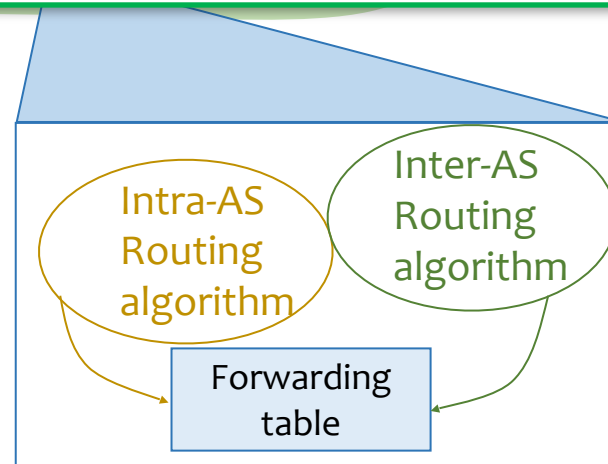 Intra-AS
Routing
algorithm
Inter-AS
Routing
algorithm
Forwarding
table